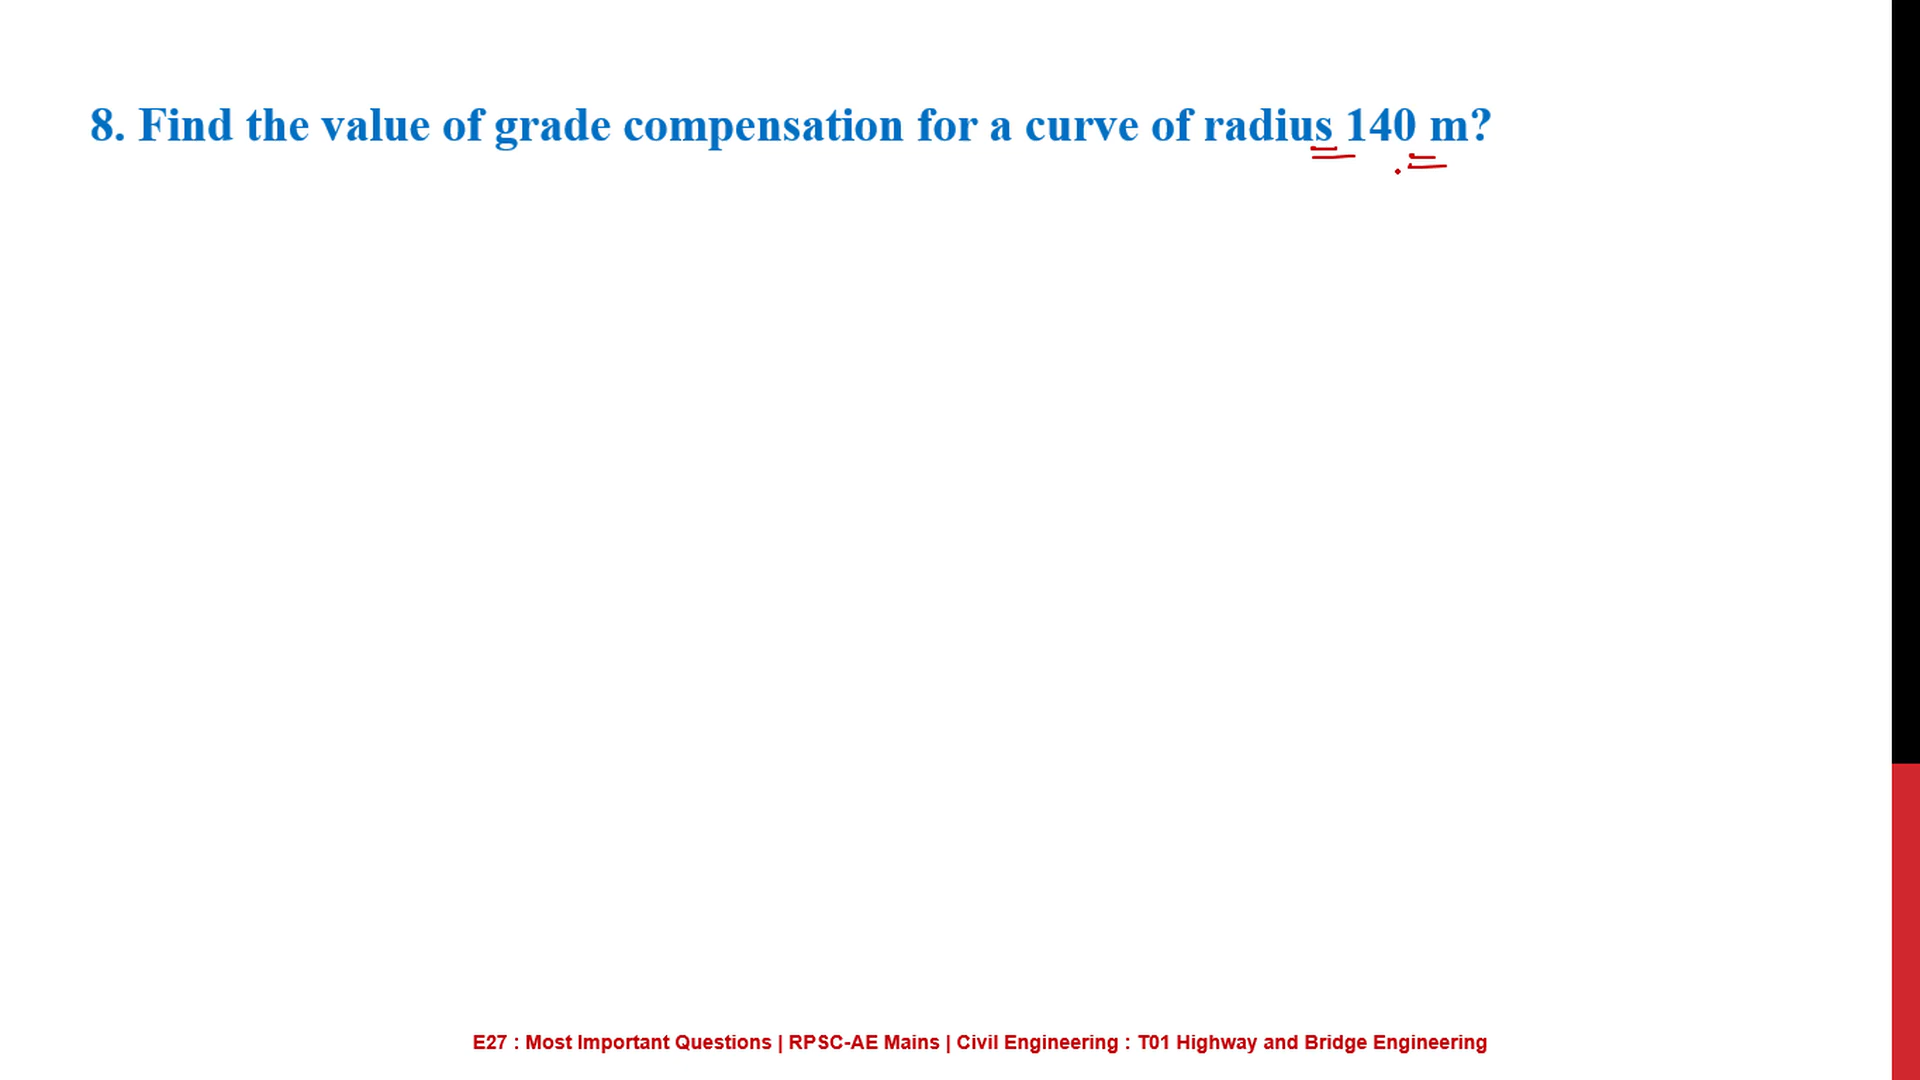 8. Find the value of grade compensation for a curve of radius 140 m?
E27 : Most Important Questions | RPSC-AE Mains | Civil Engineering : T01 Highway and Bridge Engineering